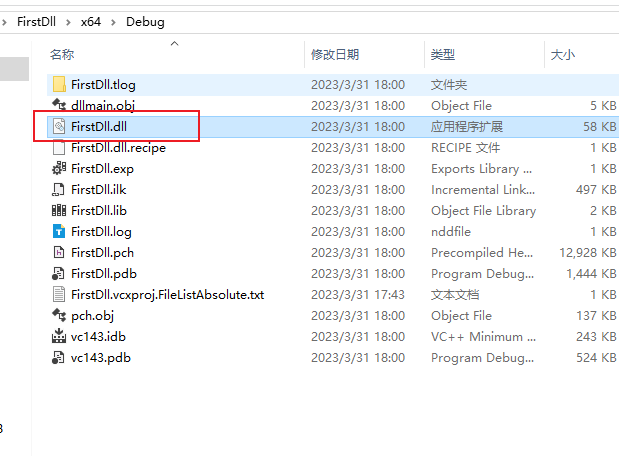 FirstDll > x64 > Debug
名称 修改日期 类型 大小
FirstDll.tlog 2023/3/31 18:00 文件夹
dllmain.obj 2023/3/31 18:00 Object File 5 KB
FirstDll.dll 2023/3/31 18:00 应用程序扩展 58 KB
FirstDll.dll.recipe 2023/3/31 18:00 RECIPE 文件 1 KB
FirstDll.exp 2023/3/31 18:00 Exports Library ... 1 KB
FirstDll.ilk 2023/3/31 18:00 Incremental Link... 497 KB
FirstDll.lib 2023/3/31 18:00 Object File Library 2 KB
FirstDll.log 2023/3/31 18:00 nddfile 1 KB
FirstDll.pch 2023/3/31 18:00 Precompiled He... 12,928 KB
FirstDll.pdb 2023/3/31 18:00 Program Debug... 1,444 KB
FirstDll.vcxproj.FileListAbsolute.txt 2023/3/31 17:43 文本文档 1 KB
pch.obj 2023/3/31 18:00 Object File 137 KB
vc143.idb 2023/3/31 18:00 VC++ Minimum ... 243 KB
vc143.pdb 2023/3/31 18:00 Program Debug... 524 KB